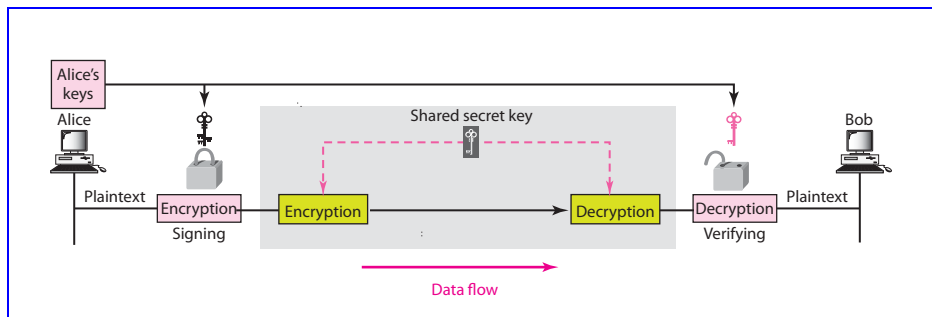 Alice's
keys
Alice
Shared secret key
Bob
Plaintext
Encryption
Encryption
Decryption
Decryption
Plaintext
Signing
Verifying
Data flow